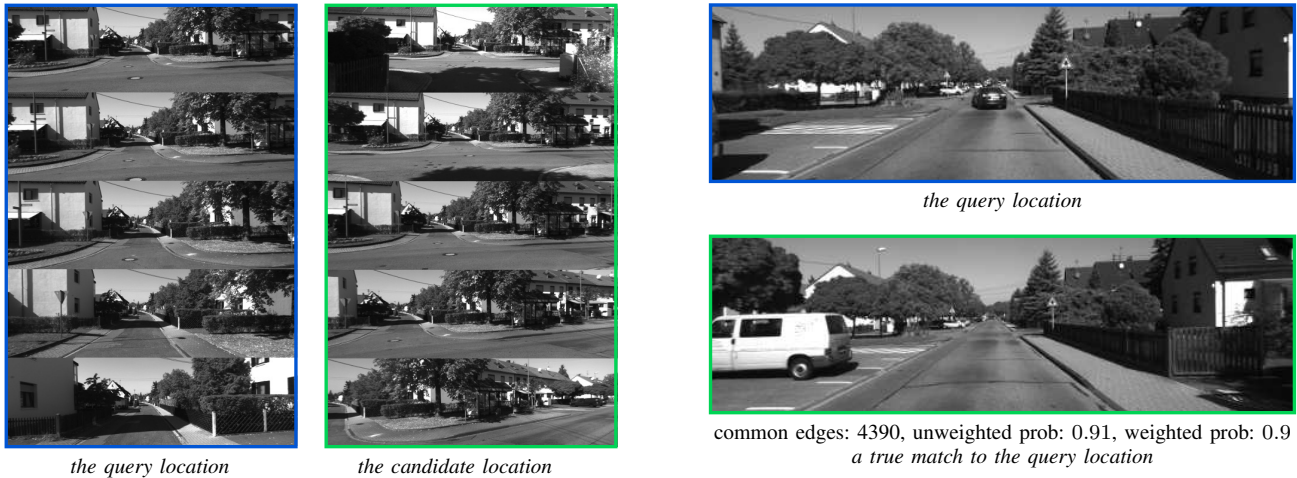 the query location
the candidate location
the query location
common edges: 4390, unweighted prob: 0.91, weighted prob: 0.9
a true match to the query location